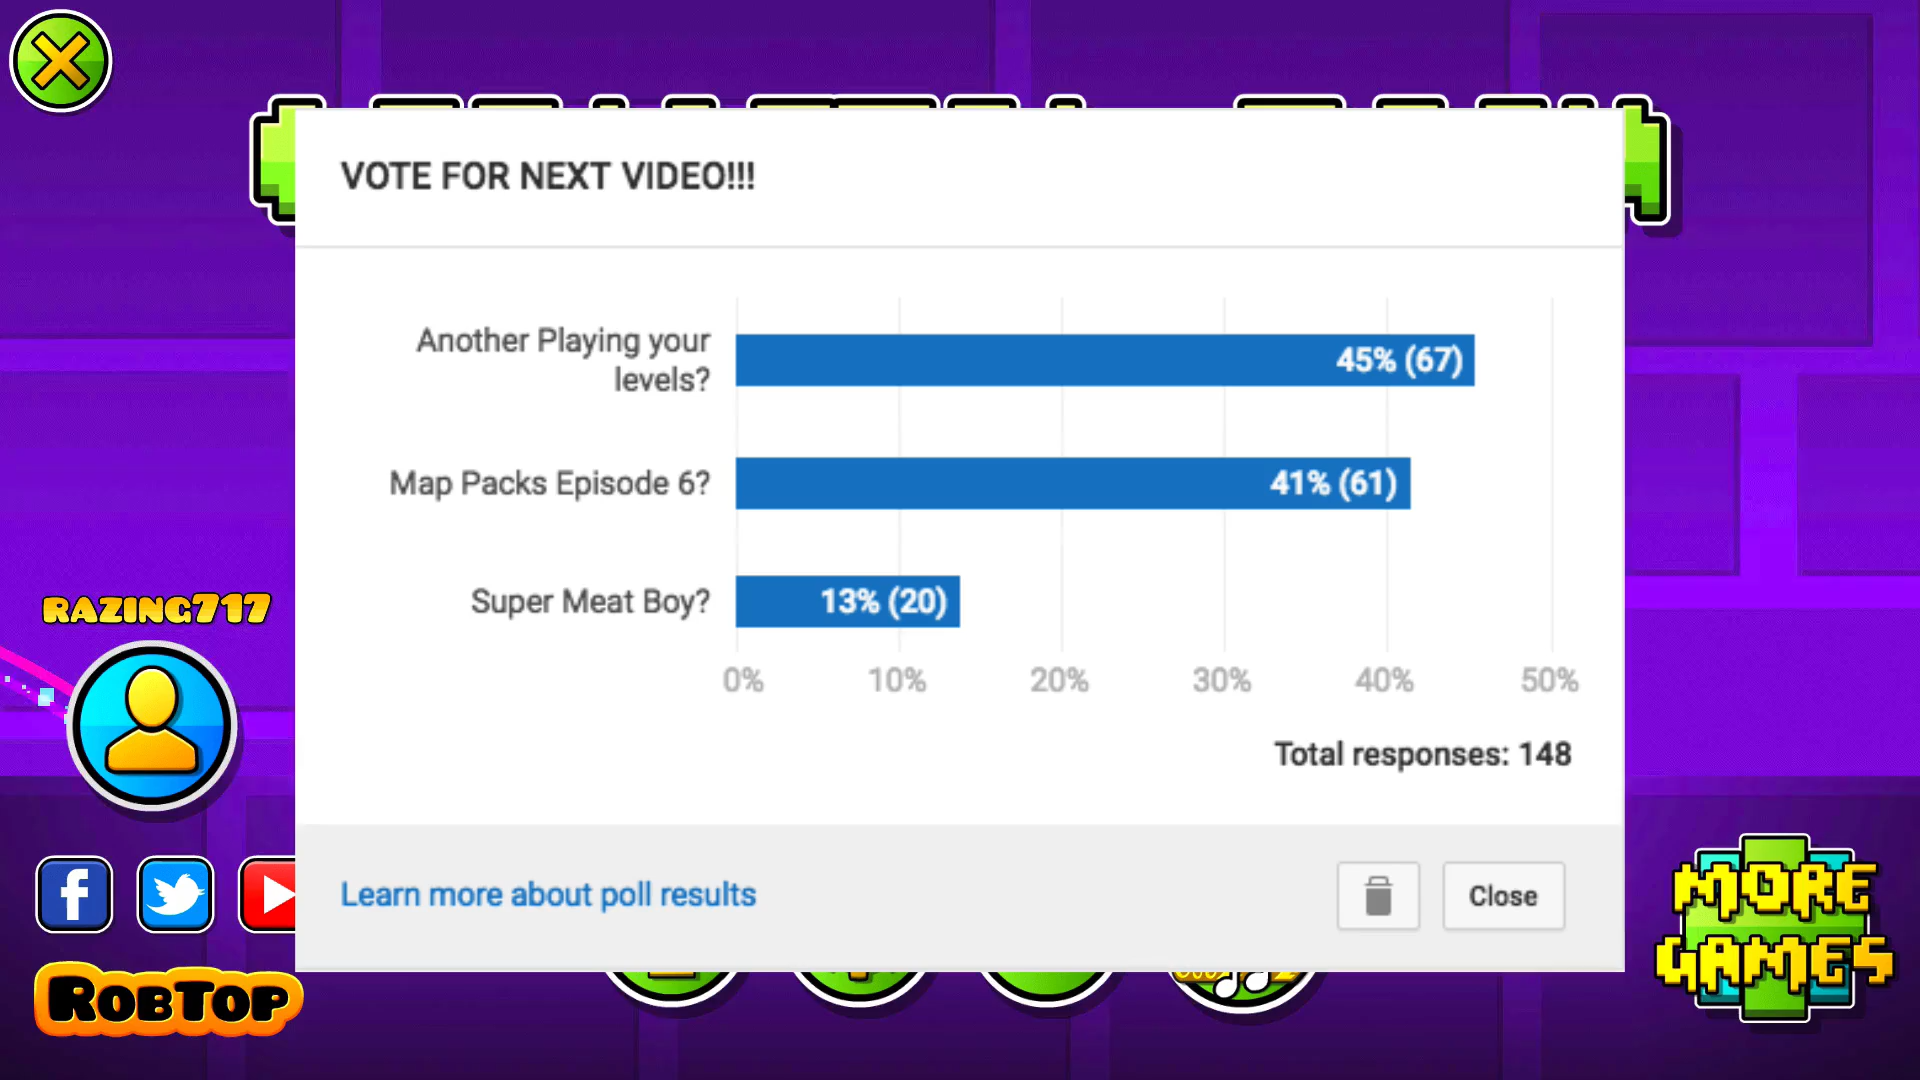 VOTE FOR NEXT VIDEO!!!
Another Playing your
levels?
45% (67)
Map Packs Episode 6?
41% (61)
Super Meat Boy?
13% (20)
0% 10% 20% 30% 40% 50%
Total responses: 148
Learn more about poll results
Close
RAZING717
f
ROBTOP
MORE
GAMES